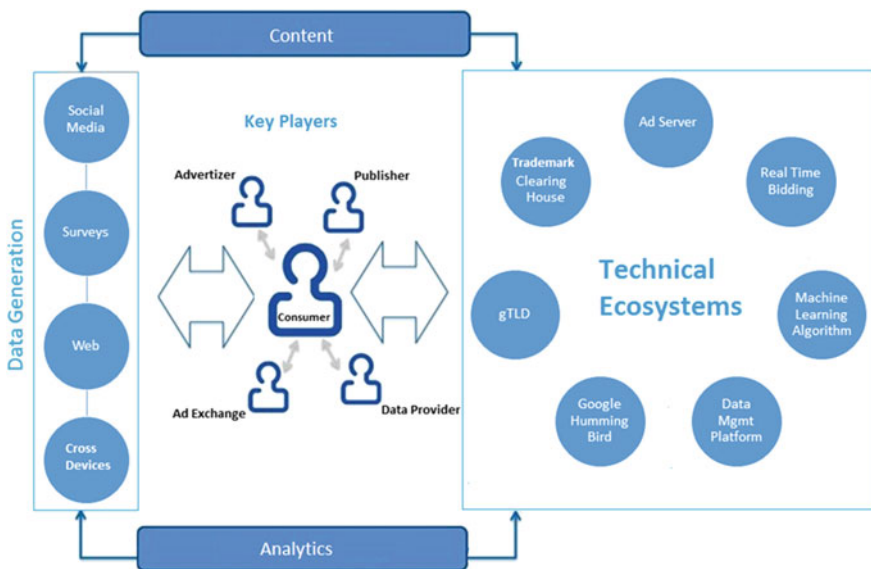 Content
Data Generation
Social
Media
Surveys
Web
Cross
Devices
Key Players
Advertizer
Publisher
Consumer
Ad Exchange
Data Provider
Technical
Ecosystems
Ad Server
Real Time
Bidding
Machine
Learning
Algorithm
Data
Mgmt
Platform
Google
Humming
Bird
gTLD
Trademark
Clearing
House
Analytics